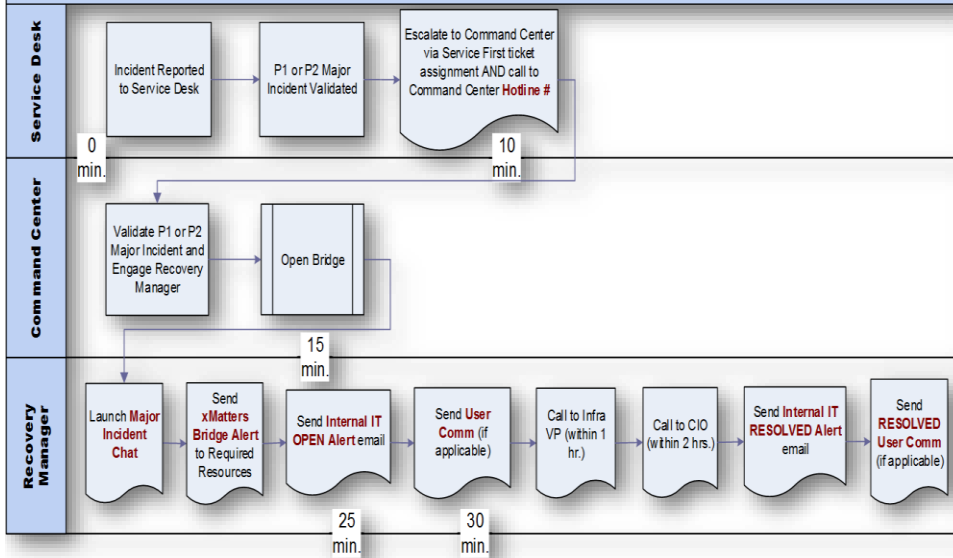 Service Desk
Incident Reported
to Service Desk
P1 or P2 Major
Incident Validated
Escalate to Command Center
via Service First ticket
assignment AND call to
Command Center Hotline #
0
min.
10
min.
Command Center
Validate P1 or P2
Major Incident and
Engage Recovery
Manager
Open Bridge
15
min.
Recovery
Manager
Launch Major
Incident
Chat
Send
xMatters
Bridge Alert
to Required
Resources
Send Internal IT
OPEN Alert email
Send User
Comm (if
applicable)
Call to Infra
VP (within 1
hr.)
Call to CIO
(within 2 hrs.)
Send Internal IT
RESOLVED Alert
email
Send
RESOLVED
User Comm
(if applicable)
25
min.
30
min.